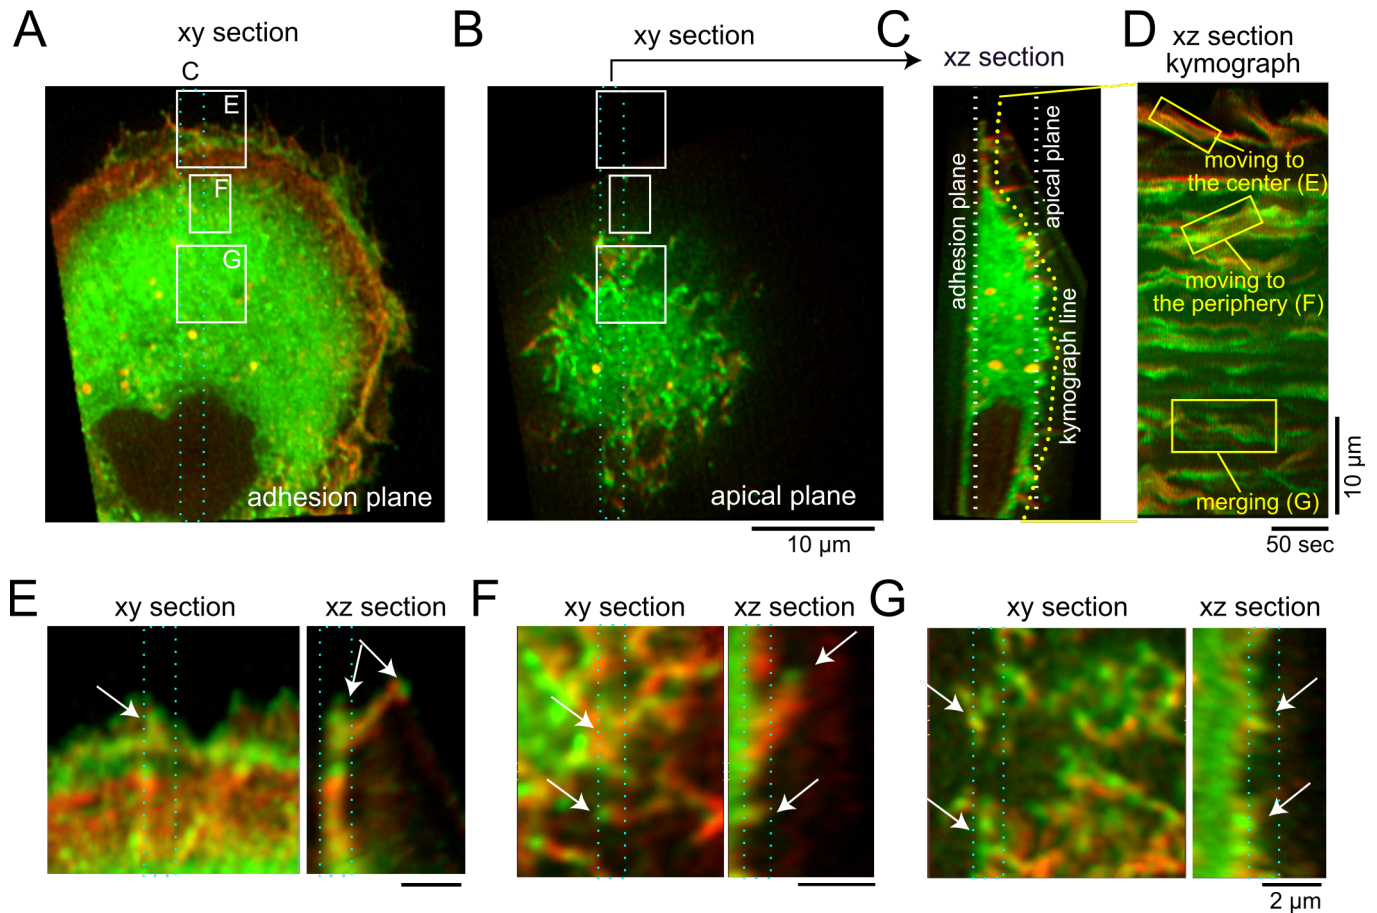 A
xy section
C
E
F
G
adhesion plane
B
xy section
apical plane
10 µm
C
xz section
adhesion plane
apical plane
kymograph line
D
xz section
kymograph
moving to
the center (E)
moving to
the periphery (F)
merging (G)
10 µm
50 sec
E
xy section
xz section
F
xy section
xz section
G
xy section
xz section
2 µm